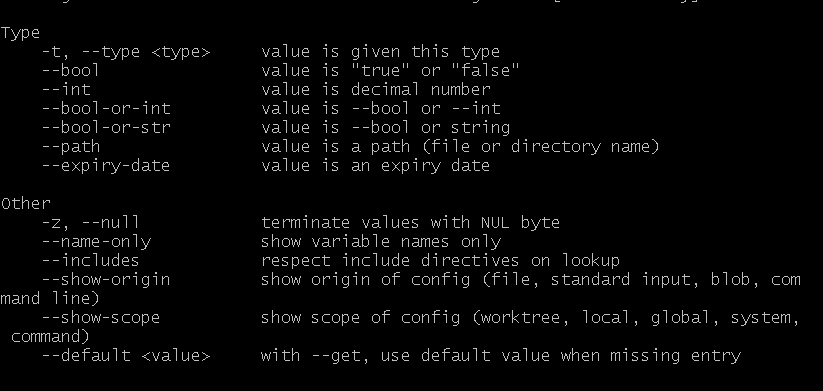 Type
    -t, --type <type>     value is given this type
    --bool                value is "true" or "false"
    --int                 value is decimal number
    --bool-or-int         value is --bool or --int
    --bool-or-str         value is --bool or string
    --path                value is a path (file or directory name)
    --expiry-date         value is an expiry date

Other
    -z, --null            terminate values with NUL byte
    --name-only           show variable names only
    --includes            respect include directives on lookup
    --show-origin         show origin of config (file, standard input, blob, com
mand line)
    --show-scope          show scope of config (worktree, local, global, system,
 command)
    --default <value>     with --get, use default value when missing entry